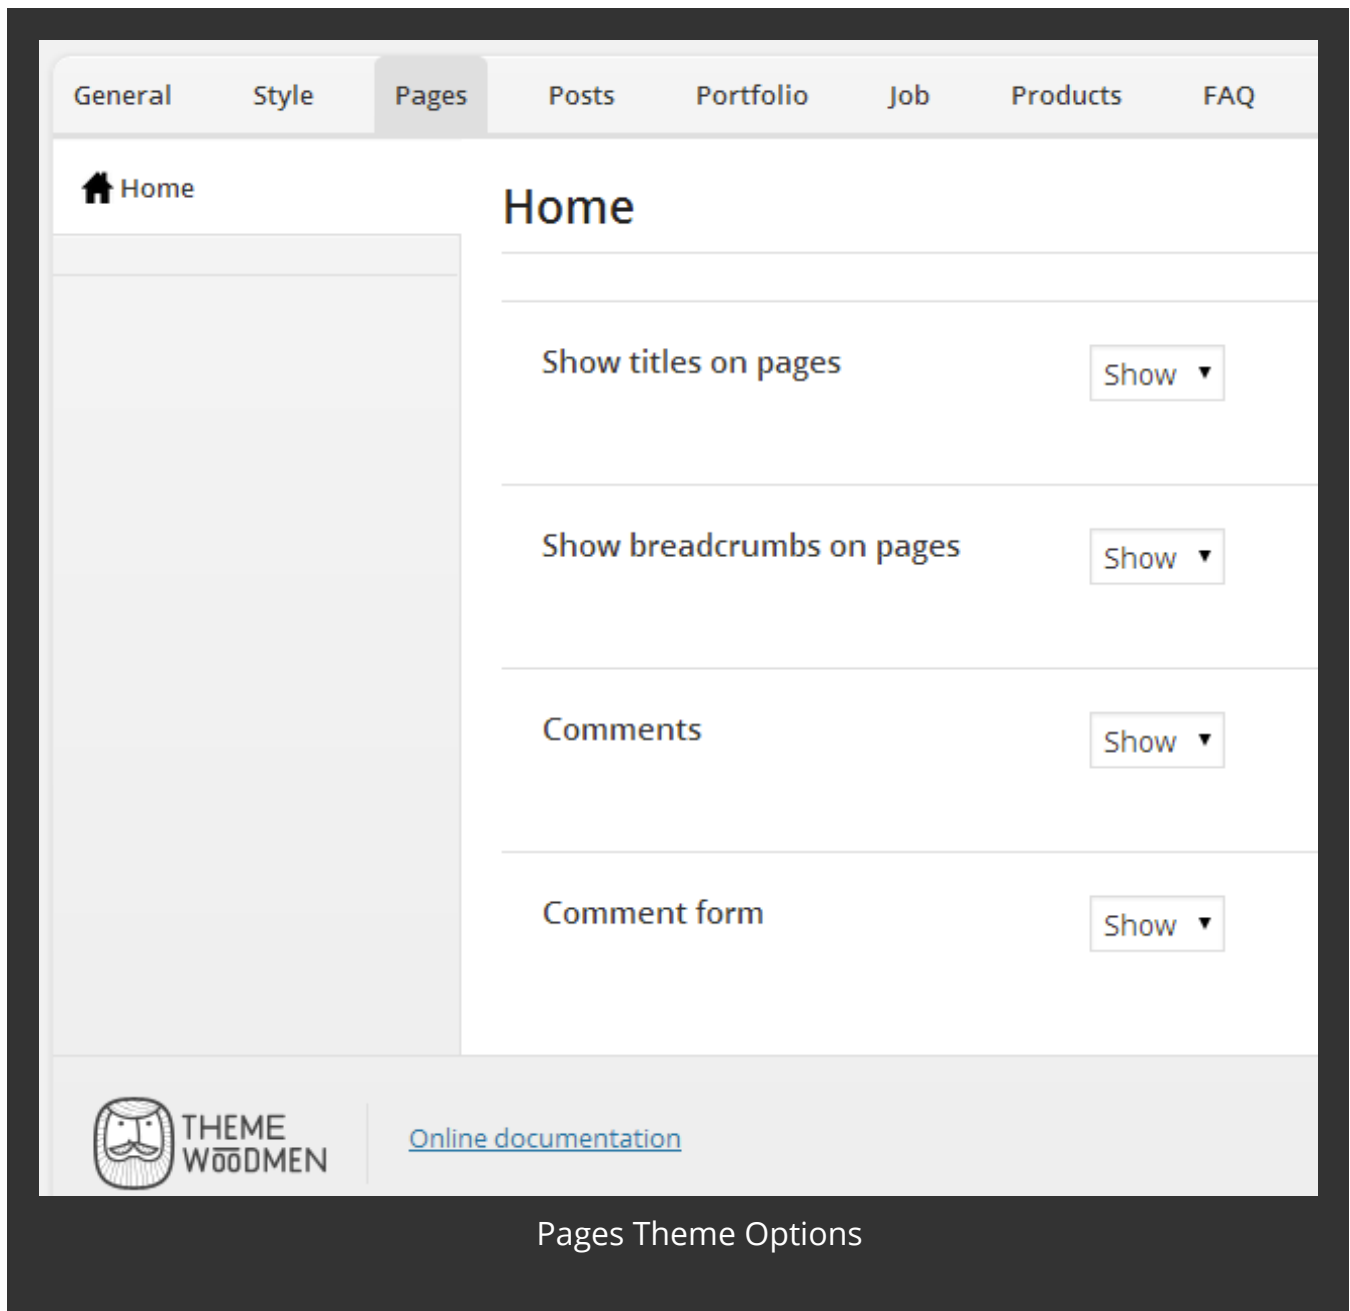 General Style Pages Posts Portfolio Job Products FAQ
Home
Home
Show titles on pages Show
Show breadcrumbs on pages Show
Comments Show
Comment form Show
THEME
WOODMEN
Online documentation
Pages Theme Options